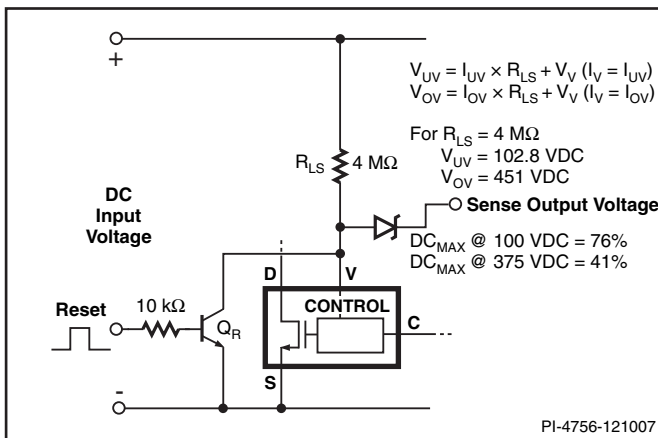 +
V_UV = I_UV × R_LS + V_V (I_V = I_UV)
V_OV = I_OV × R_LS + V_V (I_V = I_OV)
For R_LS = 4 MΩ
V_UV = 102.8 VDC
V_OV = 451 VDC
R_LS 4 MΩ
DC
Input
Voltage
Sense Output Voltage
DC_MAX @ 100 VDC = 76%
DC_MAX @ 375 VDC = 41%
D V
CONTROL
C
Reset
10 kΩ
Q_R
S
-
PI-4756-121007